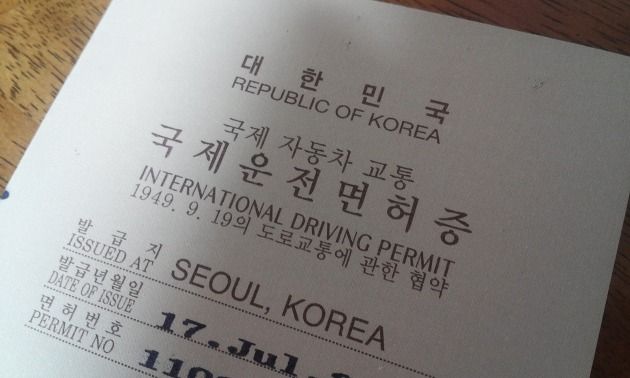 대한민국
REPUBLIC OF KOREA
국제 자동차 교통
국제운전면허증
INTERNATIONAL DRIVING PERMIT
1949. 9. 19의 도로교통에 관한 협약
발급지
ISSUED AT SEOUL, KOREA
발급년월일
DATE OF ISSUE 17.Jul.
면허번호
PERMIT NO